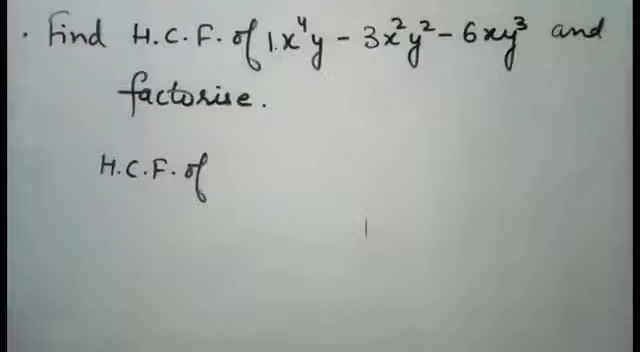 . Find H.C.F. of 1.x⁴y - 3x²y² - 6xy³ and
factorise.
H.C.F. of